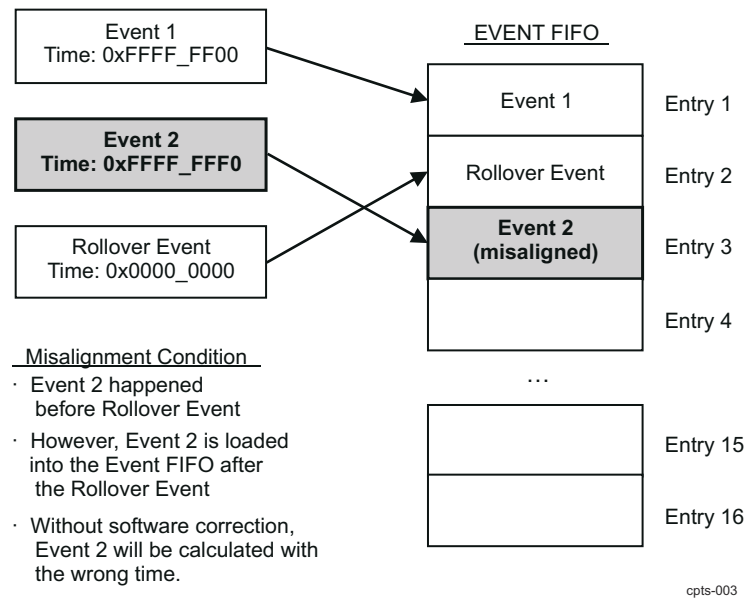 Event 1
Time: 0xFFFF_FF00
Event 2
Time: 0xFFFF_FFF0
Rollover Event
Time: 0x0000_0000
EVENT FIFO
Event 1
Entry 1
Rollover Event
Entry 2
Event 2
(misaligned)
Entry 3
Entry 4
...
Entry 15
Entry 16
Misalignment Condition
· Event 2 happened
before Rollover Event
· However, Event 2 is loaded
into the Event FIFO after
the Rollover Event
· Without software correction,
Event 2 will be calculated with
the wrong time.
cpts-003